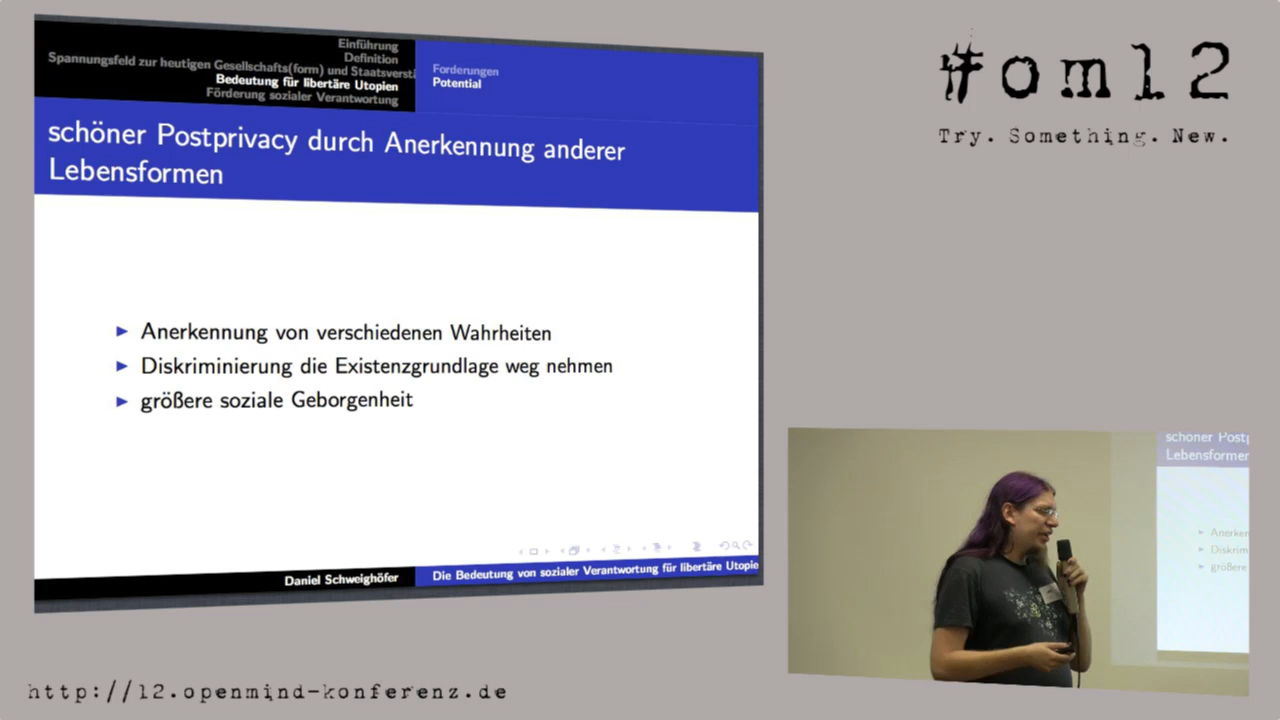 Einführung
Definition
Spannungsfeld zur heutigen Gesellschafts(form) und Staatsverstä
Bedeutung für libertäre Utopien
Förderung sozialer Verantwortung
Forderungen
Potential
schöner Postprivacy durch Anerkennung anderer
Lebensformen
► Anerkennung von verschiedenen Wahrheiten
► Diskriminierung die Existenzgrundlage weg nehmen
► größere soziale Geborgenheit
Daniel Schweighöfer
Die Bedeutung von sozialer Verantwortung für libertäre Utopie
#om12
Try. Something. New.
schöner Postp
Lebensformen
► Anerken
► Diskrim
► größere
http://12.openmind-konferenz.de